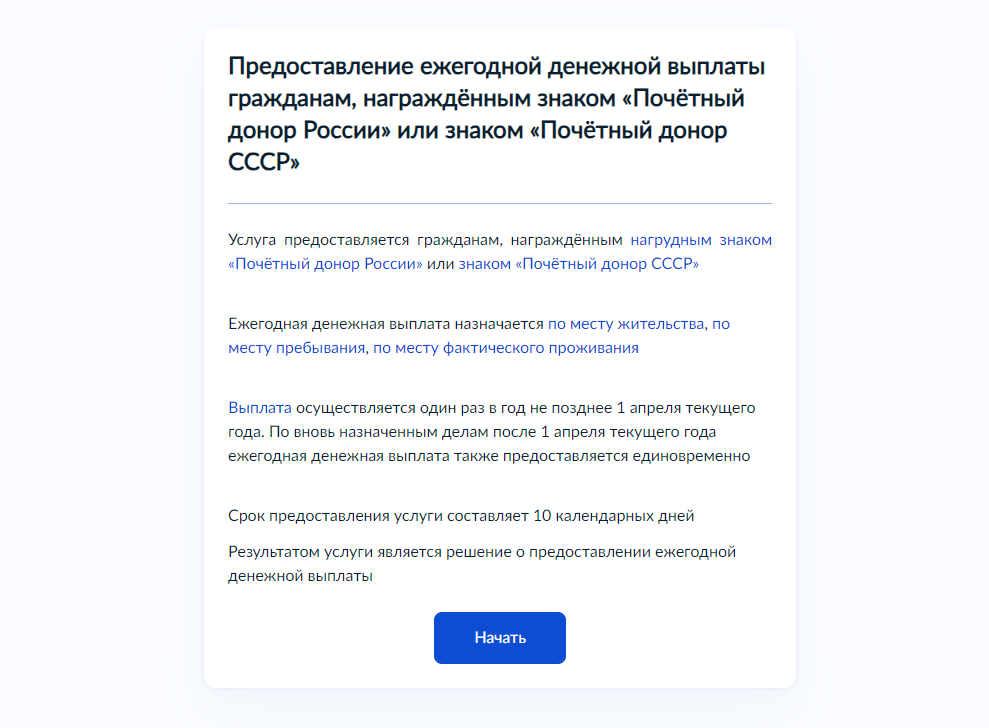 Предоставление ежегодной денежной выплаты
гражданам, награждённым знаком «Почётный
донор России» или знаком «Почётный донор
СССР»
Услуга предоставляется гражданам, награждённым нагрудным знаком
«Почётный донор России» или знаком «Почётный донор СССР»
Ежегодная денежная выплата назначается по месту жительства, по
месту пребывания, по месту фактического проживания
Выплата осуществляется один раз в год не позднее 1 апреля текущего
года. По вновь назначенным делам после 1 апреля текущего года
ежегодная денежная выплата также предоставляется единовременно
Срок предоставления услуги составляет 10 календарных дней
Результатом услуги является решение о предоставлении ежегодной
денежной выплаты
Начать